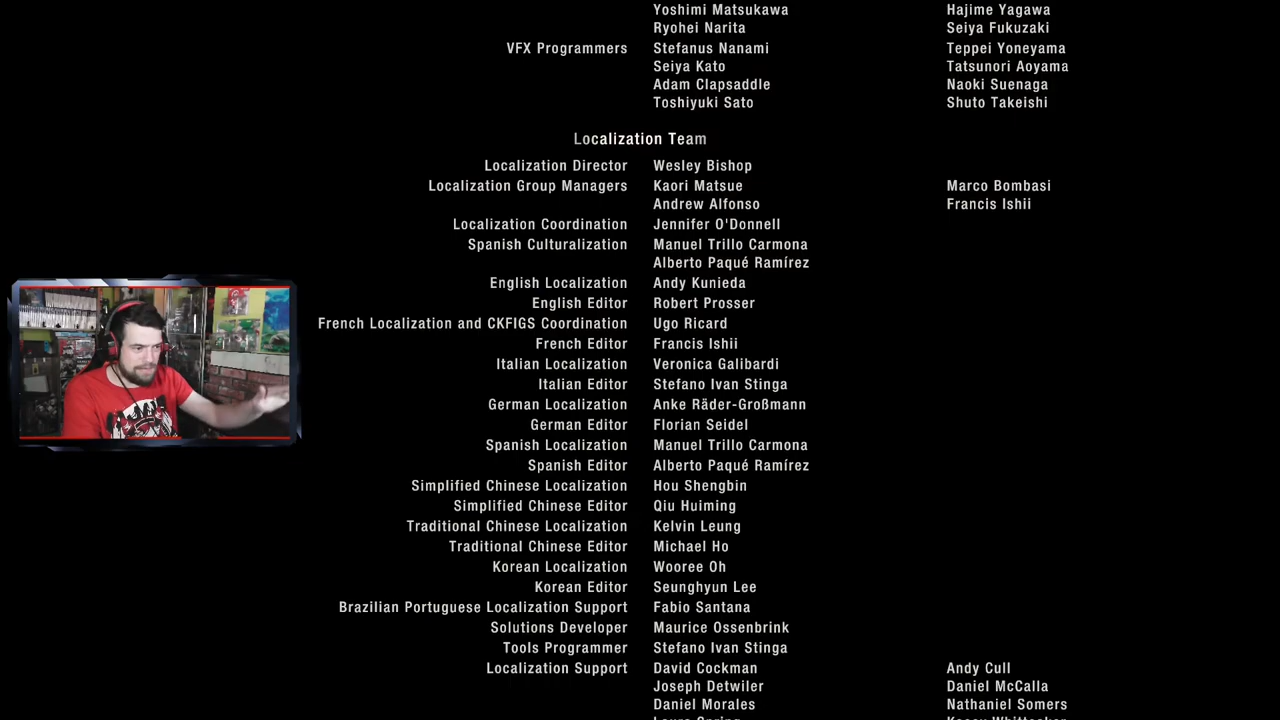 Yoshimi Matsukawa Hajime Yagawa
Ryohei Narita Seiya Fukuzaki
VFX Programmers Stefanus Nanami Teppei Yoneyama
Seiya Kato Tatsunori Aoyama
Adam Clapsaddle Naoki Suenaga
Toshiyuki Sato Shuto Takeishi
Localization Team
Localization Director Wesley Bishop
Localization Group Managers Kaori Matsue Marco Bombasi
Andrew Alfonso Francis Ishii
Localization Coordination Jennifer O'Donnell
Spanish Culturalization Manuel Trillo Carmona
Alberto Paqué Ramírez
English Localization Andy Kunieda
English Editor Robert Prosser
French Localization and CKFIGS Coordination Ugo Ricard
French Editor Francis Ishii
Italian Localization Veronica Galibardi
Italian Editor Stefano Ivan Stinga
German Localization Anke Räder-Großmann
German Editor Florian Seidel
Spanish Localization Manuel Trillo Carmona
Spanish Editor Alberto Paqué Ramírez
Simplified Chinese Localization Hou Shengbin
Simplified Chinese Editor Qiu Huiming
Traditional Chinese Localization Kelvin Leung
Traditional Chinese Editor Michael Ho
Korean Localization Wooree Oh
Korean Editor Seunghyun Lee
Brazilian Portuguese Localization Support Fabio Santana
Solutions Developer Maurice Ossenbrink
Tools Programmer Stefano Ivan Stinga
Localization Support David Cockman Andy Cull
Joseph Detwiler Daniel McCalla
Daniel Morales Nathaniel Somers